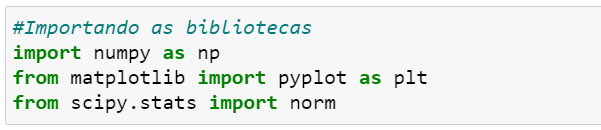 #Importando as bibliotecas
import numpy as np
from matplotlib import pyplot as plt
from scipy.stats import norm